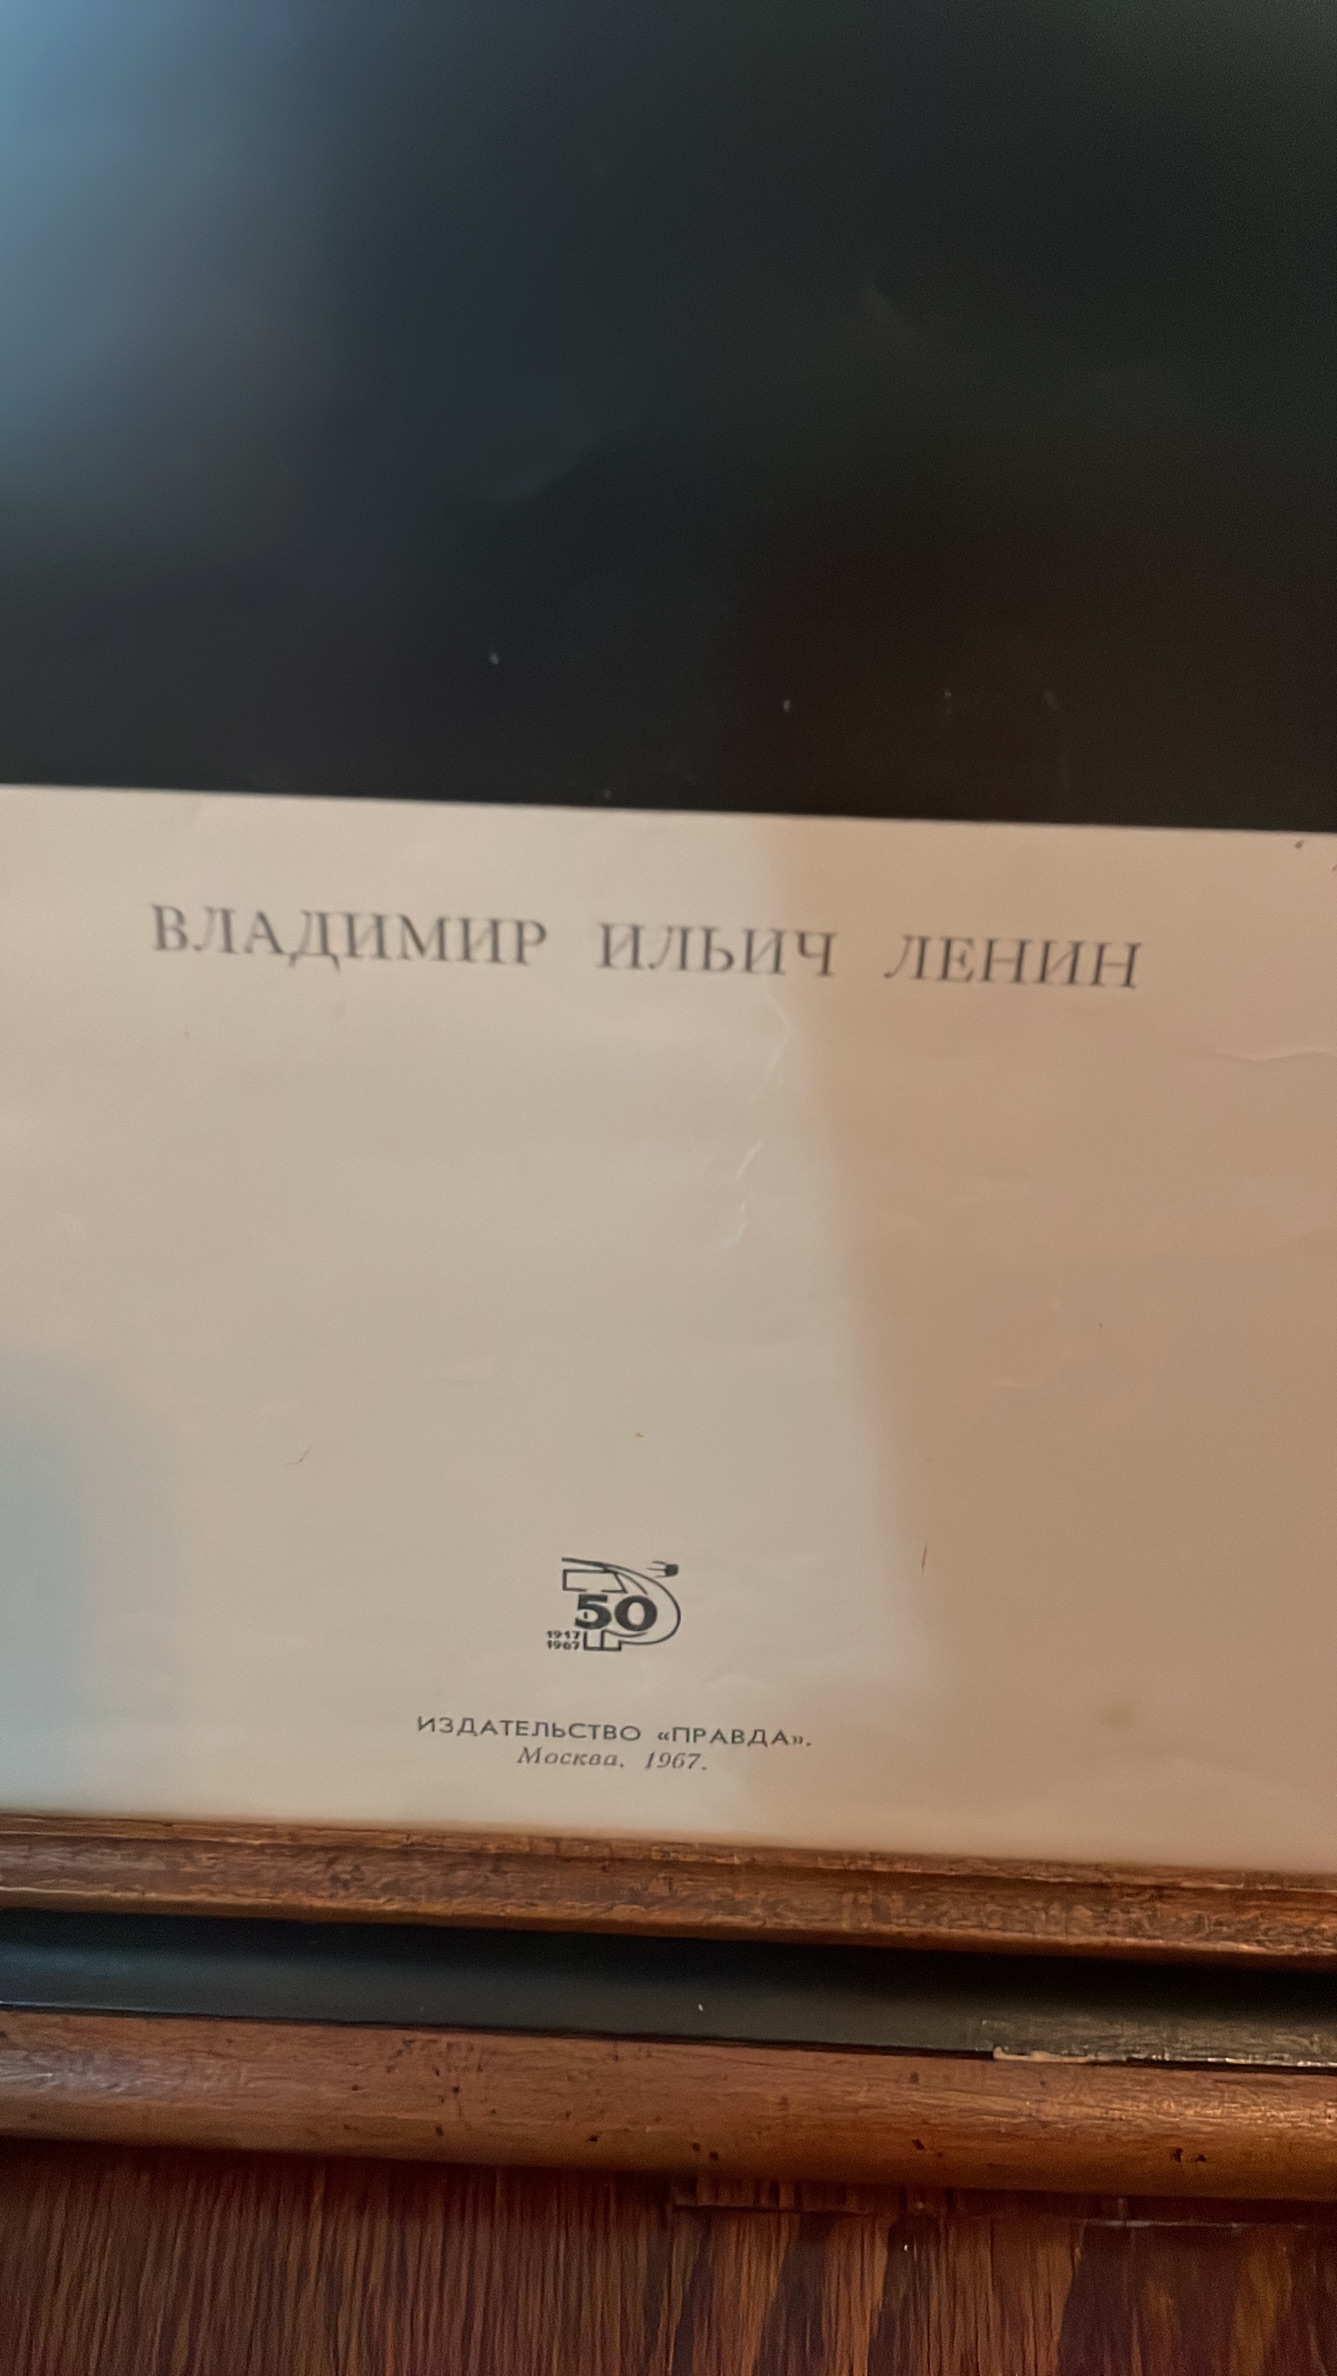 ВЛАДИМИР ИЛЬИЧ ЛЕНИН
50
1917
1967
ИЗДАТЕЛЬСТВО «ПРАВДА».
Москва. 1967.